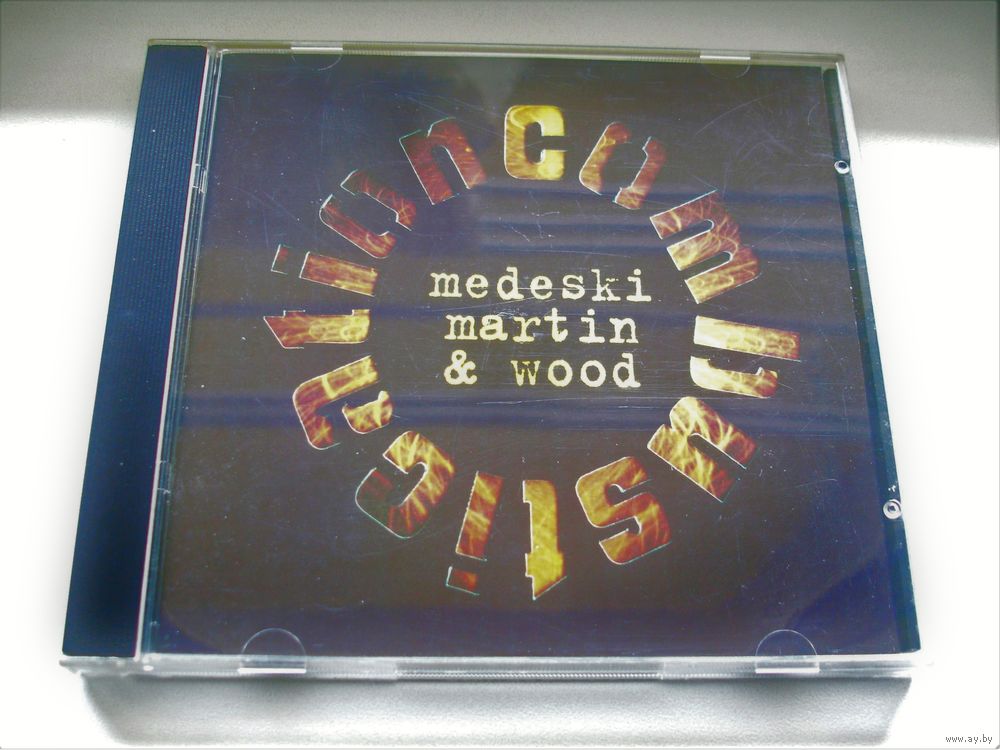 combustication
medeski
martin
& wood
www.ay.by